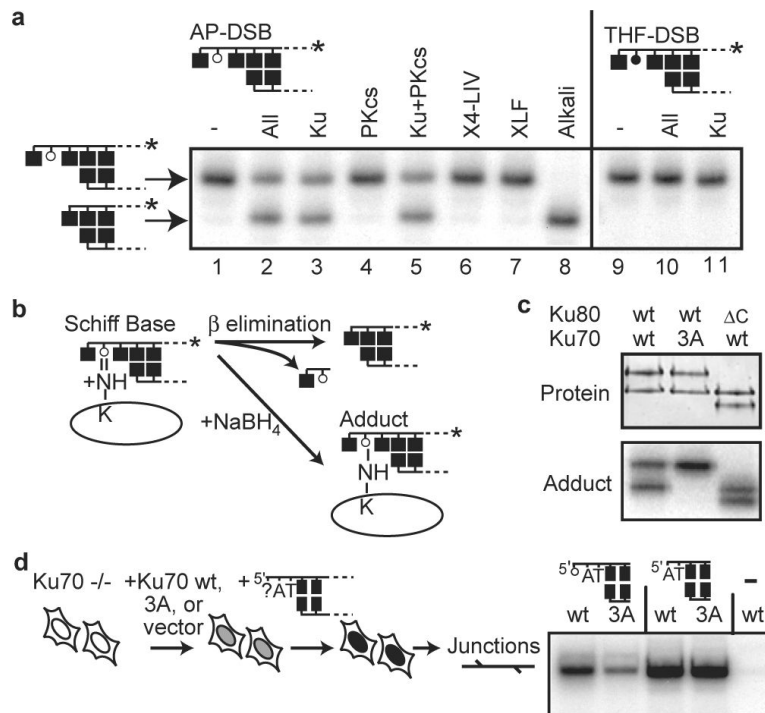 a
AP-DSB
*
THF-DSB
*
- All Ku PKcs Ku+PKcs X4-LIV XLF Alkali - All Ku
*
*
1 2 3 4 5 6 7 8 9 10 11
b
Schiff Base
β elimination
*
*
+NH
K
+NaBH4
Adduct
*
NH
K
c
Ku80 wt wt ΔC
Ku70 wt 3A wt
Protein
Adduct
d
Ku70 -/-
+Ku70 wt,
3A, or
vector
+
5'
?AT
Junctions
5' AT
5' AT
-
wt 3A wt 3A wt